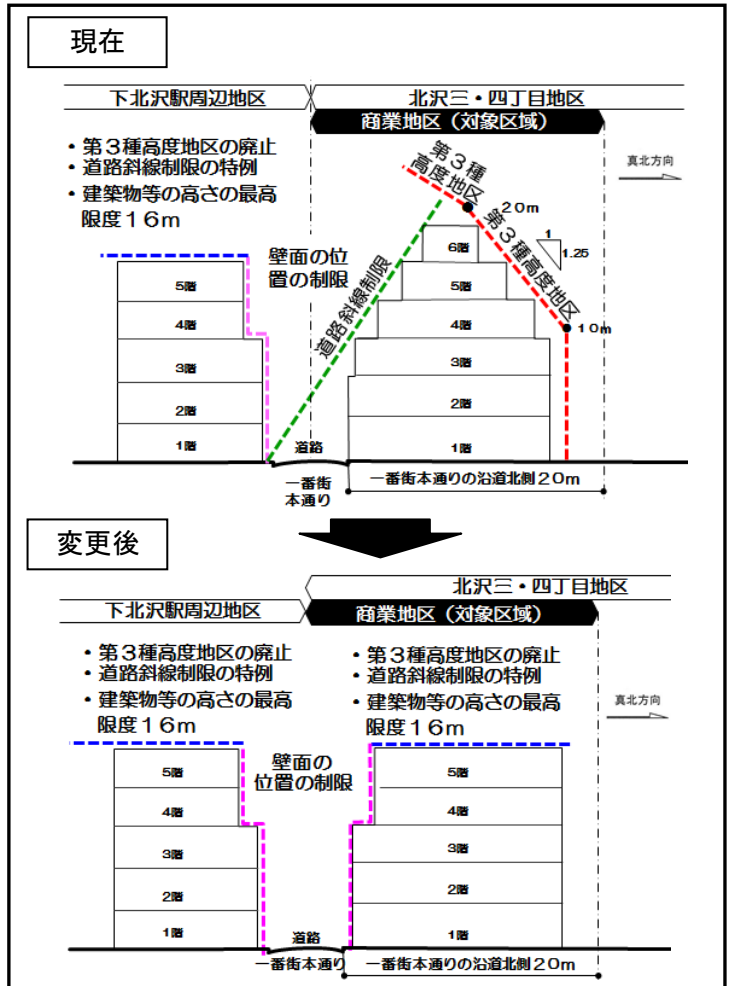 現在
下北沢駅周辺地区
北沢三・四丁目地区
商業地区（対象区域）
・第３種高度地区の廃止
・道路斜線制限の特例
・建築物等の高さの最高
限度１６ｍ
真北方向
第３種
高度地区
２０ｍ
第３種高度地区
1
1.25
１０ｍ
壁面の位
置の制限
道路斜線制限
5階
4階
3階
2階
1階
6階
5階
4階
3階
2階
1階
道路
一番街
本通り
一番街本通りの沿道北側２０ｍ
変更後
北沢三・四丁目地区
下北沢駅周辺地区
商業地区（対象区域）
・第３種高度地区の廃止
・道路斜線制限の特例
・建築物等の高さの最高
限度１６ｍ
・第３種高度地区の廃止
・道路斜線制限の特例
・建築物等の高さの最高
限度１６ｍ
真北方向
壁面の
位置の制限
5階
4階
3階
2階
1階
5階
4階
3階
2階
1階
道路
一番街本通り
一番街本通りの沿道北側２０ｍ